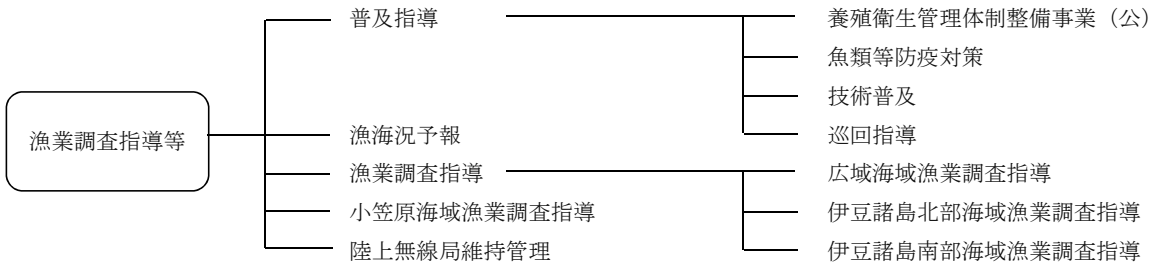 普及指導
養殖衛生管理体制整備事業（公）
魚類等防疫対策
技術普及
漁業調査指導等
漁海況予報
巡回指導
漁業調査指導
広域海域漁業調査指導
小笠原海域漁業調査指導
伊豆諸島北部海域漁業調査指導
陸上無線局維持管理
伊豆諸島南部海域漁業調査指導